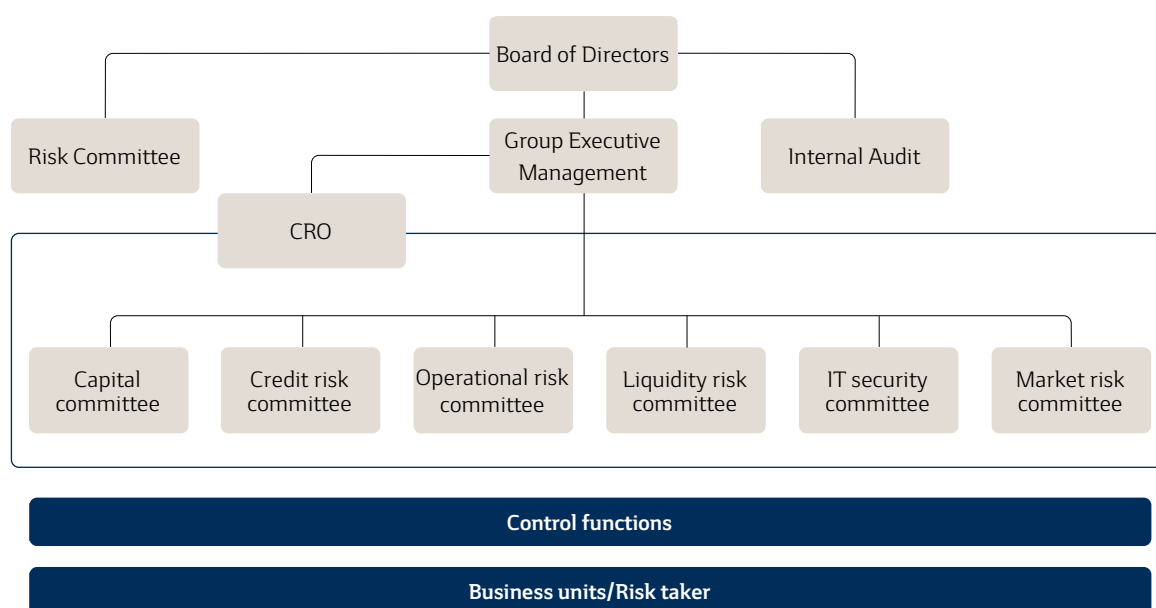 Board of Directors
Risk Committee
Group Executive
Management
Internal Audit
CRO
Capital
committee
Credit risk
committee
Operational risk
committee
Liquidity risk
committee
IT security
committee
Market risk
committee
Control functions
Business units/Risk taker